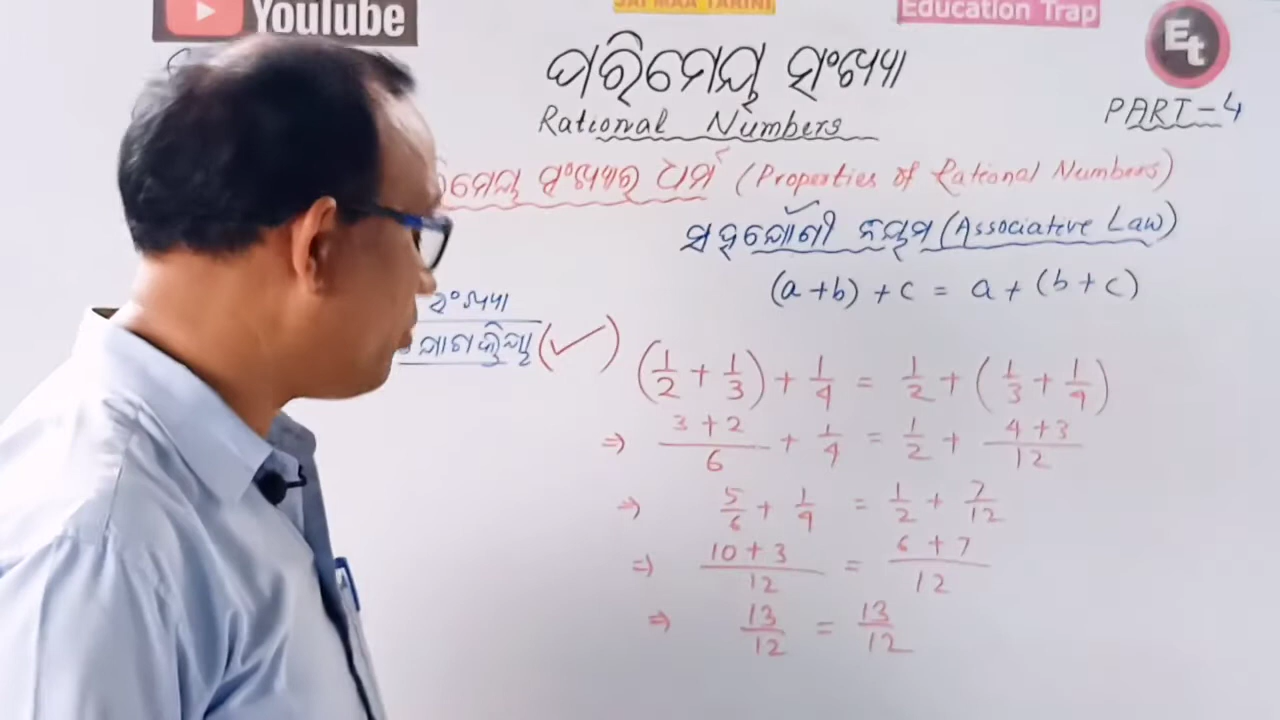 YouTube
JAI MAA TARINI
Education Trap
Et
ପରିମେୟ ସଂଖ୍ୟା
PART-4
Rational Numbers
ସଂଖ୍ୟାର ଧର୍ମ (Properties of Rational Numbers)
ସହଯୋଗୀ ନିୟମ (Associative Law)
(a+b)+c = a+(b+c)
ସଂଖ୍ୟା
ଯୋଗକ୍ରିୟା (✓)
(1/2 + 1/3) + 1/4 = 1/2 + (1/3 + 1/4)
⇒ (3+2)/6 + 1/4 = 1/2 + (4+3)/12
⇒ 5/6 + 1/4 = 1/2 + 7/12
⇒ (10+3)/12 = (6+7)/12
⇒ 13/12 = 13/12